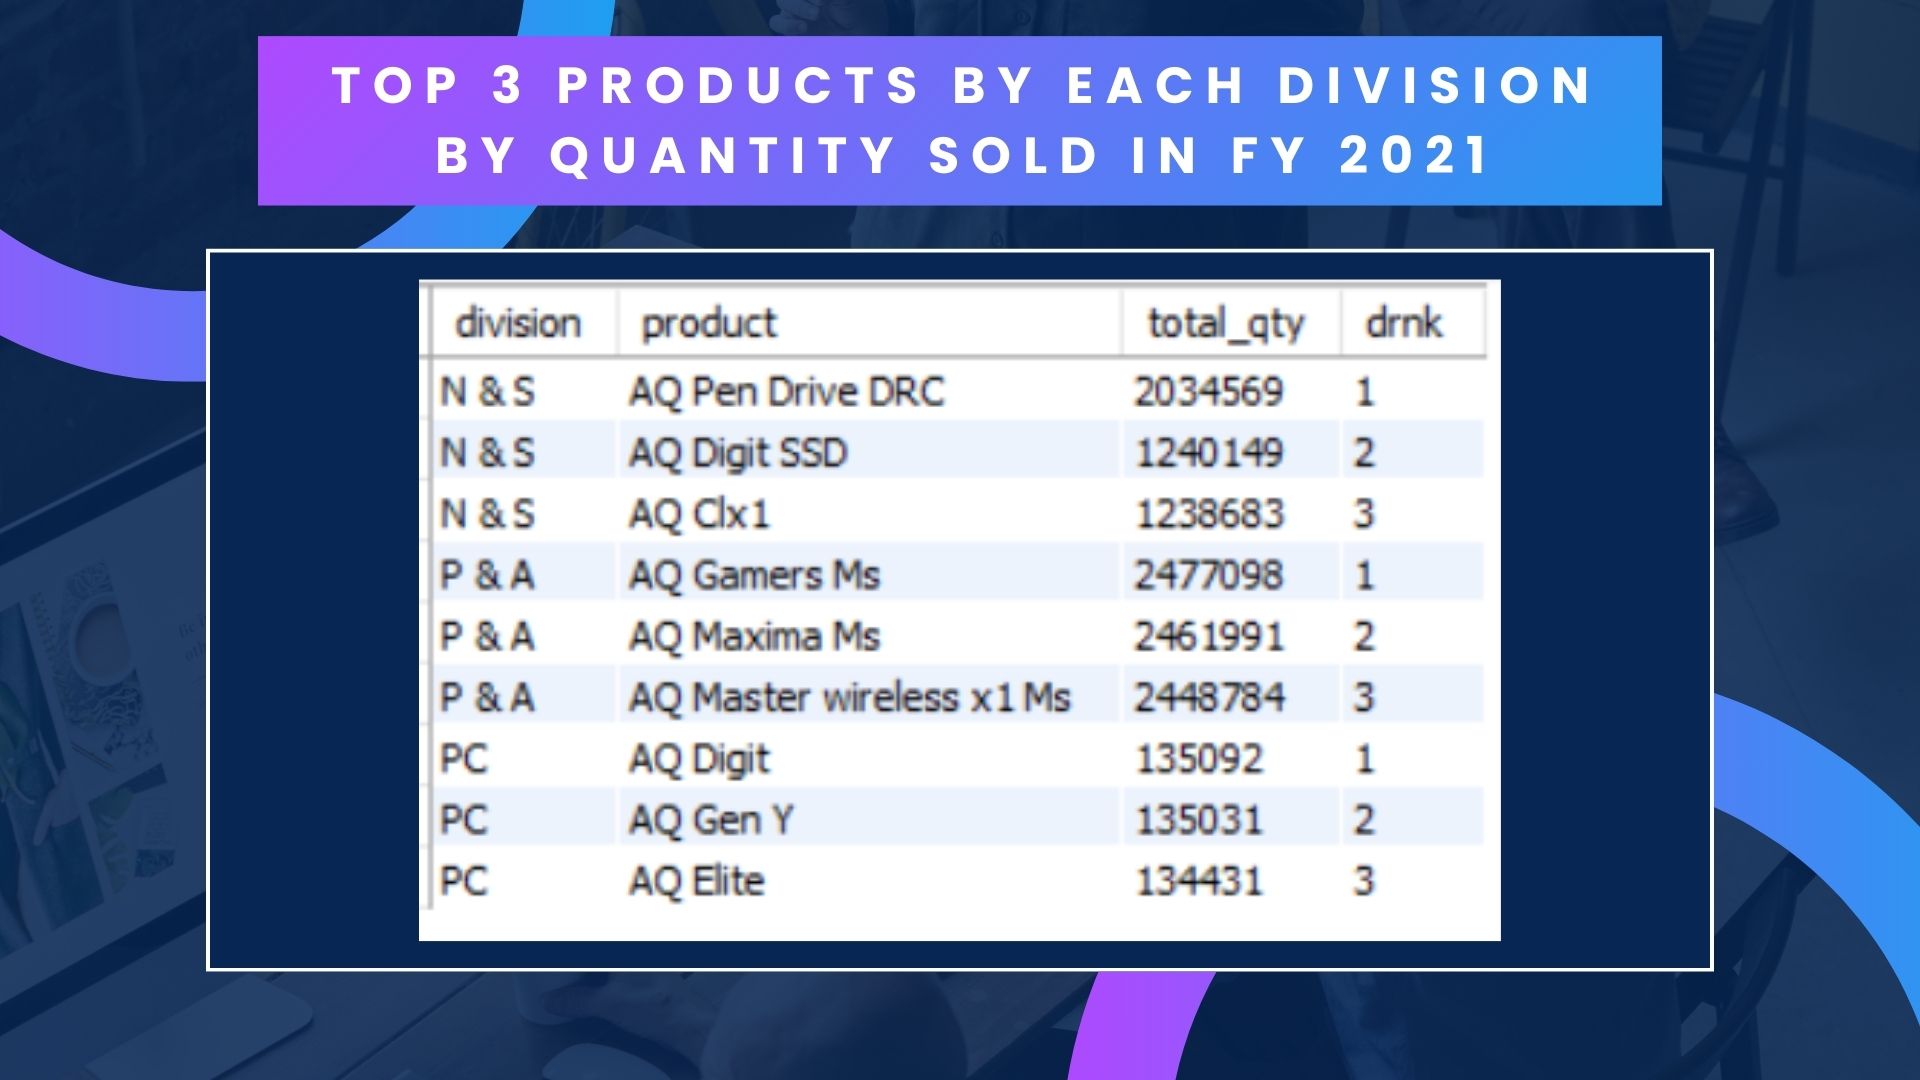 TOP 3 PRODUCTS BY EACH DIVISION
BY QUANTITY SOLD IN FY 2021
division product total_qty drnk
N & S AQ Pen Drive DRC 2034569 1
N & S AQ Digit SSD 1240149 2
N & S AQ Clx1 1238683 3
P & A AQ Gamers Ms 2477098 1
P & A AQ Maxima Ms 2461991 2
P & A AQ Master wireless x1 Ms 2448784 3
PC AQ Digit 135092 1
PC AQ Gen Y 135031 2
PC AQ Elite 134431 3